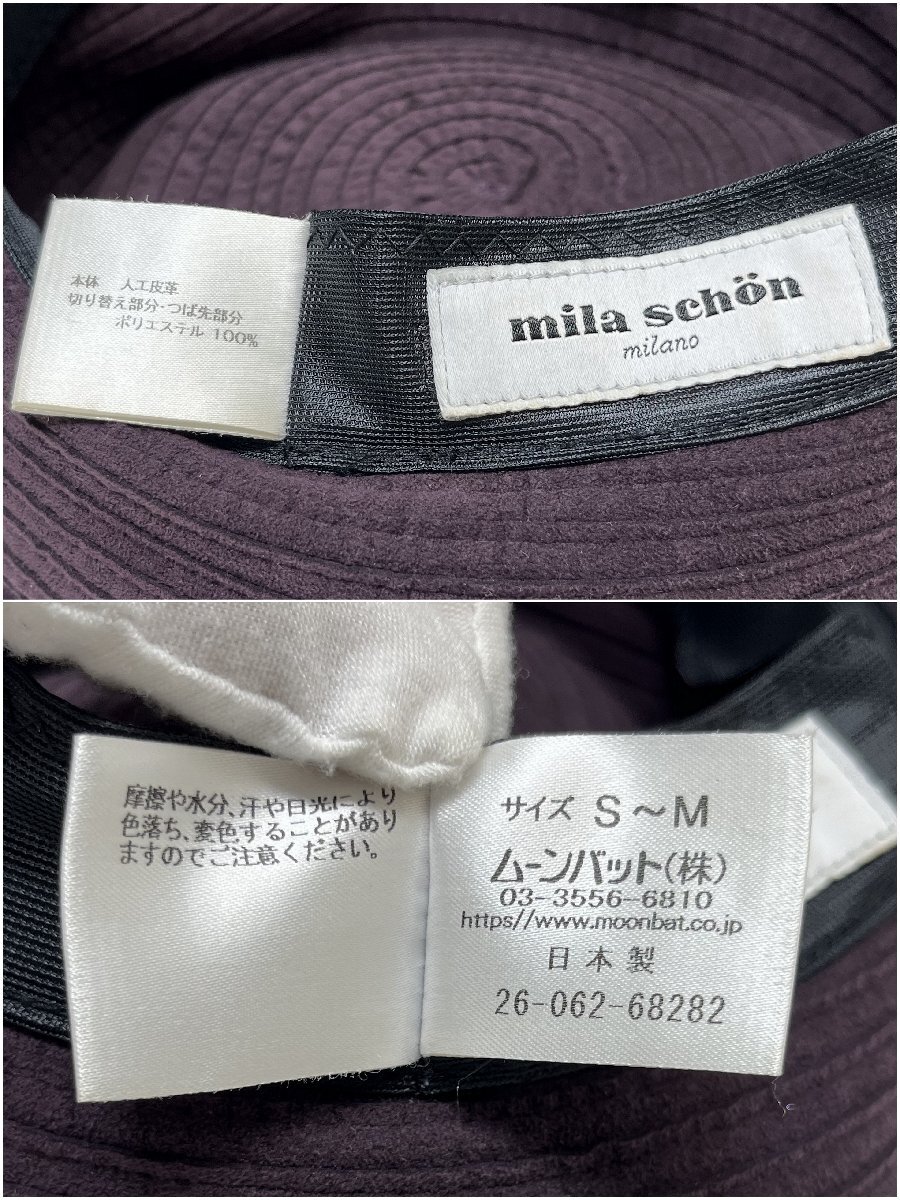 本体 人工皮革
切り替え部分・つば先部分
ポリエステル 100%
mila schön
milano
摩擦や水分、汗や日光により
色落ち、変色することがあり
ますのでご注意ください。
サイズ S～M
ムーンバット(株)
03-3556-6810
https//www.moonbat.co.jp
日本製
26-062-68282